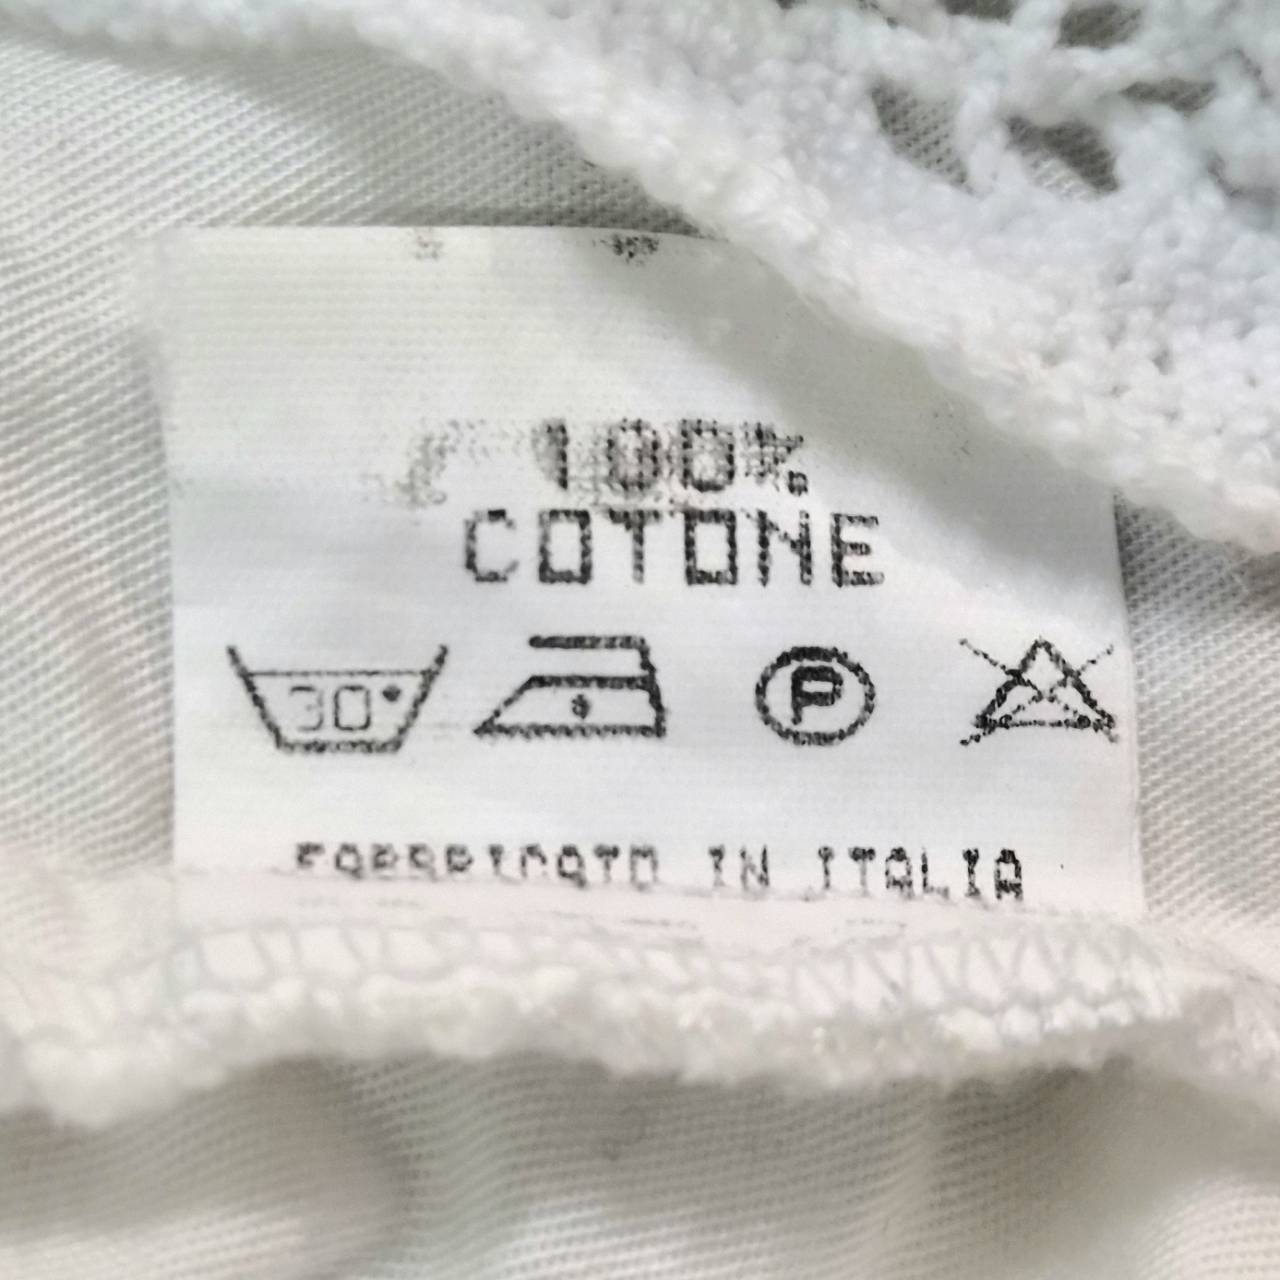 100%
COTONE
30°
P
FABBRICATO IN ITALIA